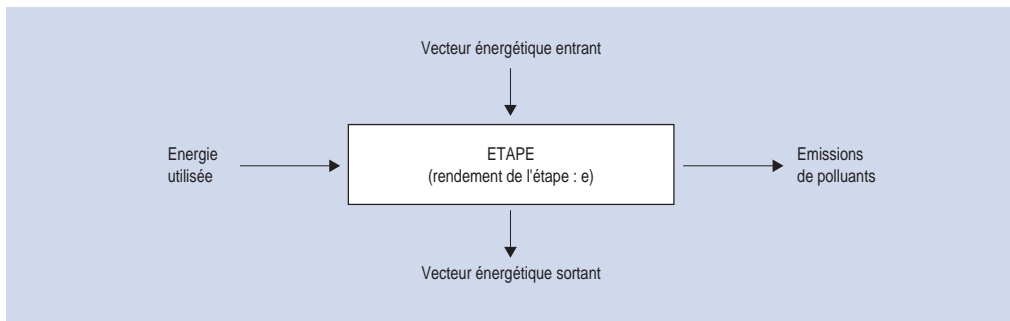 Vecteur énergétique entrant
Energie
utilisée
ETAPE
(rendement de l'étape : e)
Emissions
de polluants
Vecteur énergétique sortant